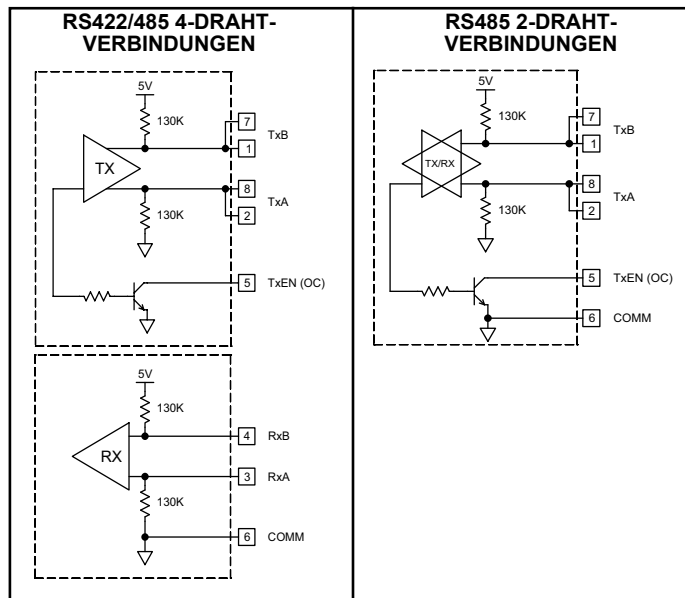 RS422/485 4-DRAHT-
VERBINDUNGEN
5V
130K
7
TxB
1
TX
8
TxA
130K
2
5 TxEN (OC)
5V
130K
4 RxB
RX
3 RxA
130K
6 COMM
RS485 2-DRAHT-
VERBINDUNGEN
5V
130K
7
TxB
1
TX/RX
8
TxA
130K
2
5 TxEN (OC)
6 COMM